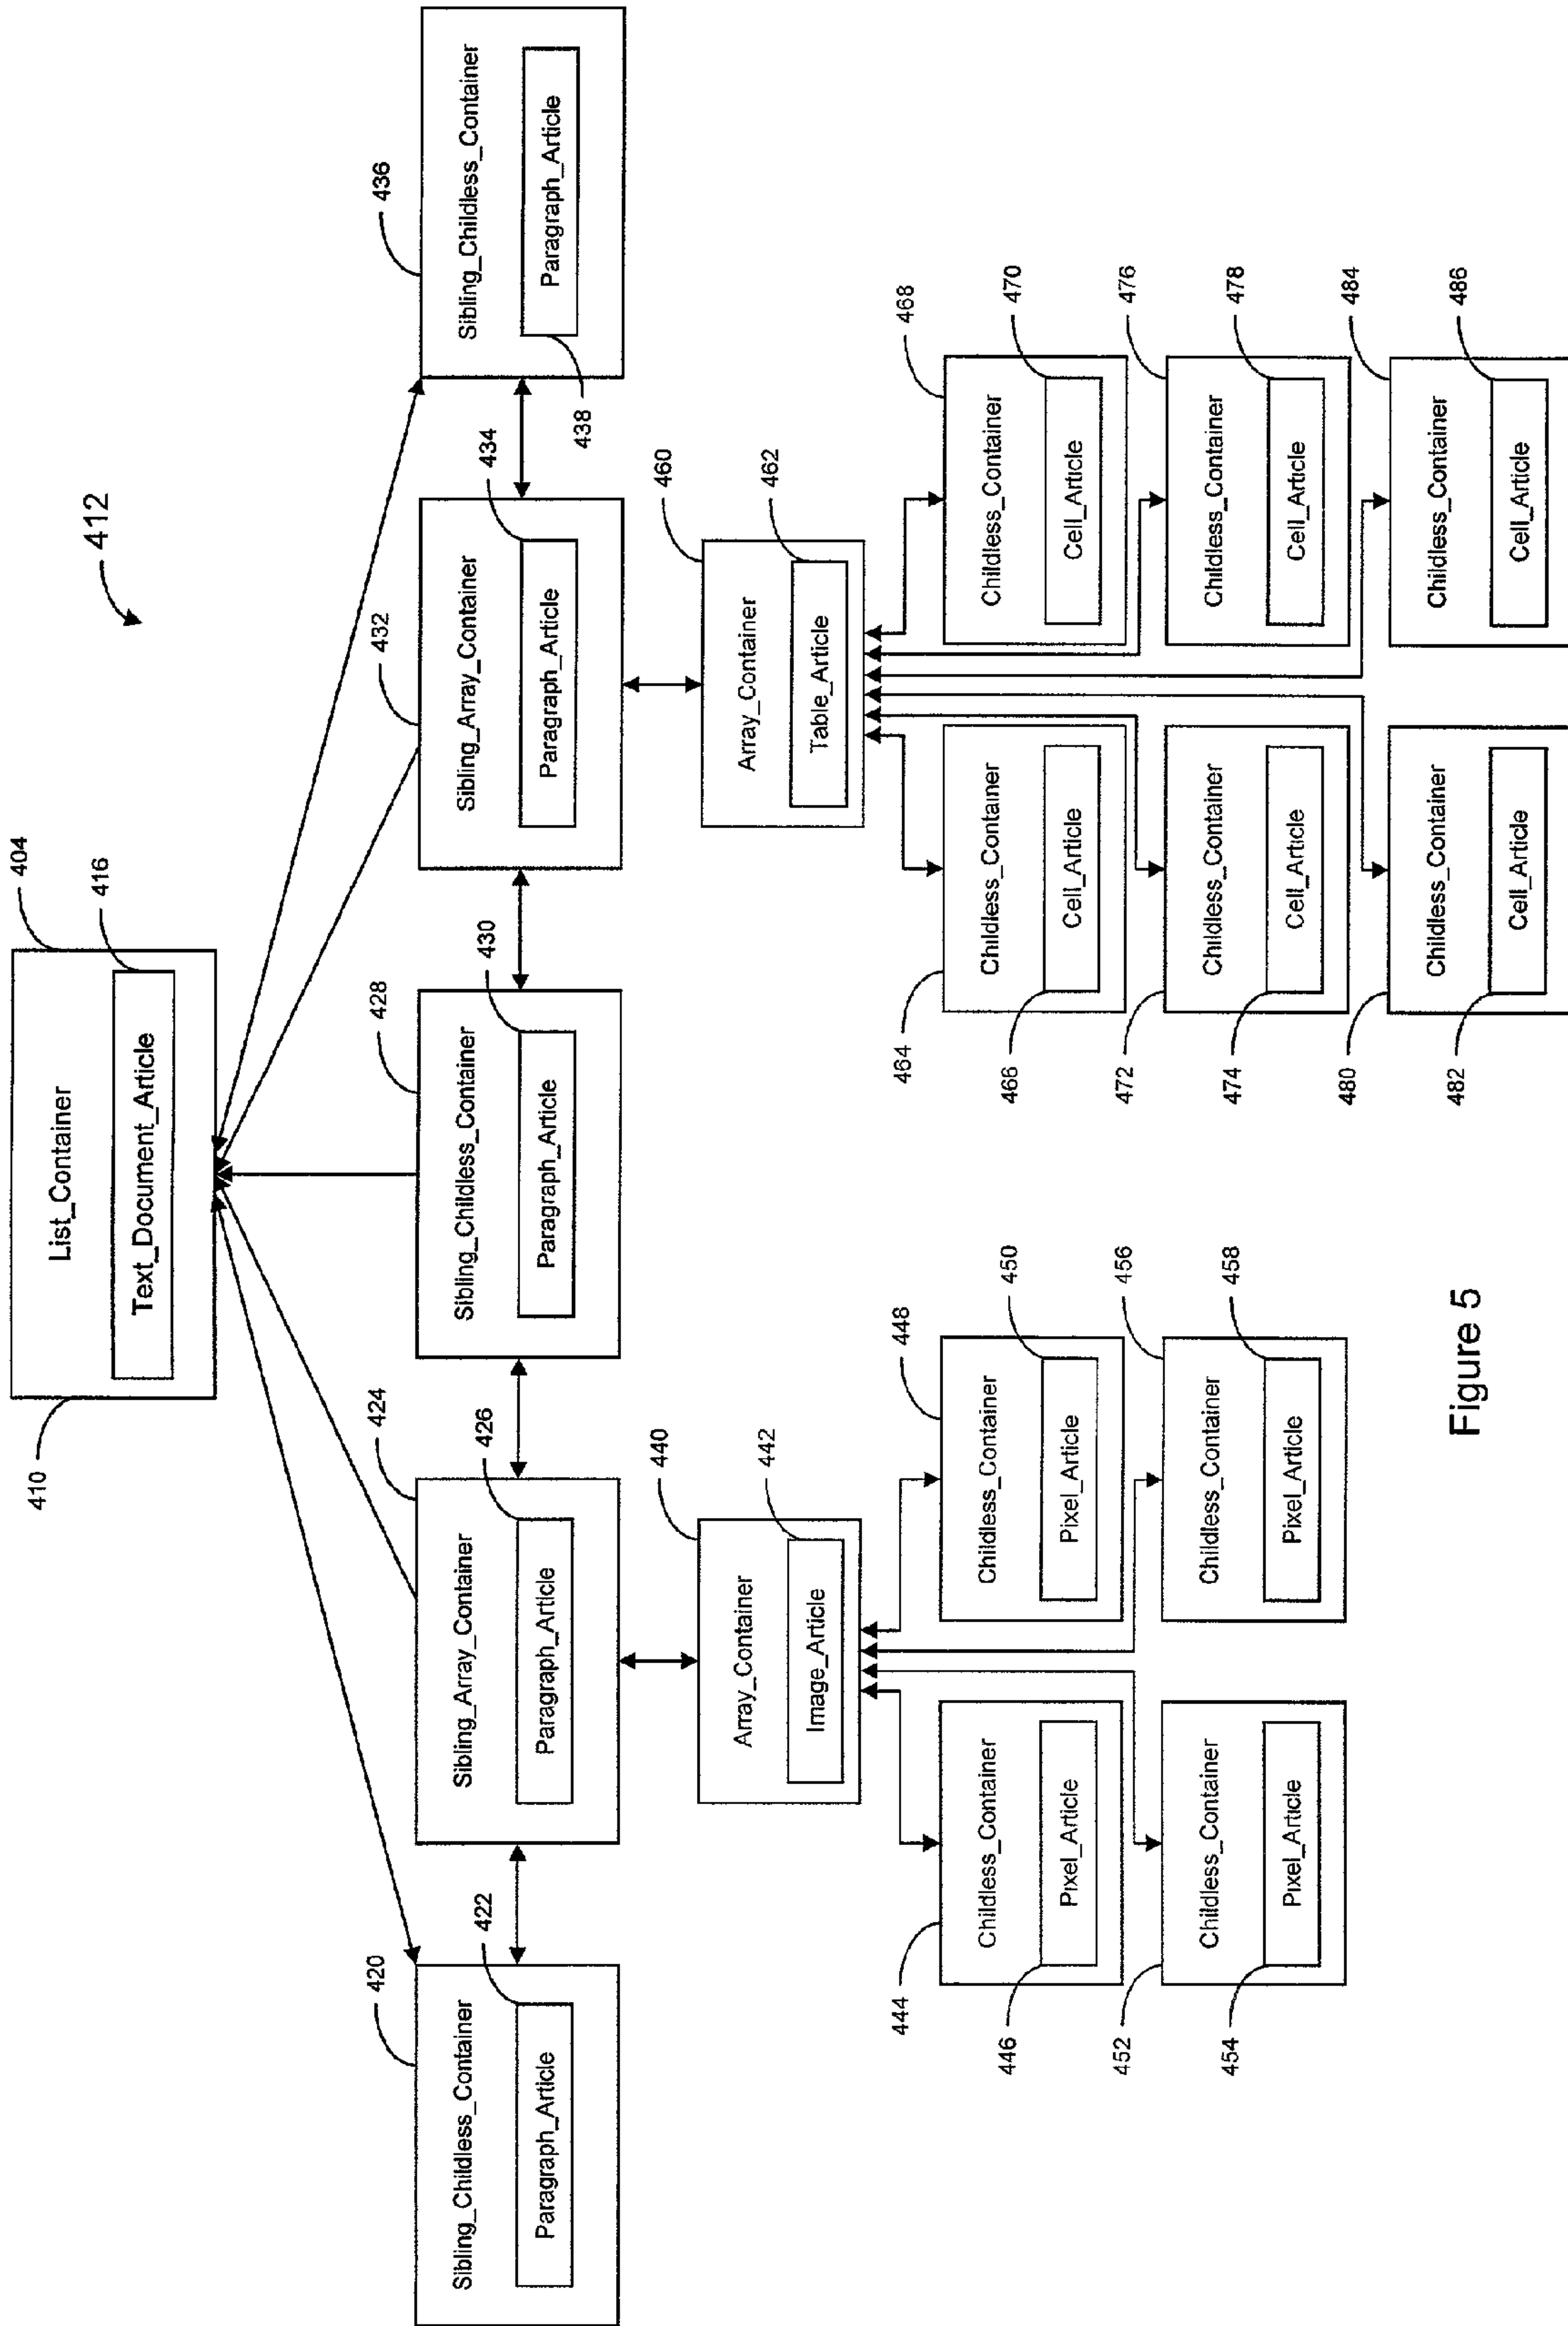 412
404
List_Container
416
Text_Document_Article
410
420
Sibling_Childless_Container
422
Paragraph_Article
424
Sibling_Array_Container
426
Paragraph_Article
428
Sibling_Childless_Container
430
Paragraph_Article
432
Sibling_Array_Container
434
Paragraph_Article
436
Sibling_Childless_Container
Paragraph_Article
438
440
Array_Container
442
Image_Article
460
Array_Container
462
Table_Article
444
Childless_Container
446
Pixel_Article
448
Childless_Container
450
Pixel_Article
452
Childless_Container
454
Pixel_Article
456
Childless_Container
458
Pixel_Article
464
Childless_Container
466
Cell_Article
468
Childless_Container
470
Cell_Article
472
Childless_Container
474
Cell_Article
476
Childless_Container
478
Cell_Article
480
Childless_Container
482
Cell_Article
484
Childless_Container
486
Cell_Article
Figure 5